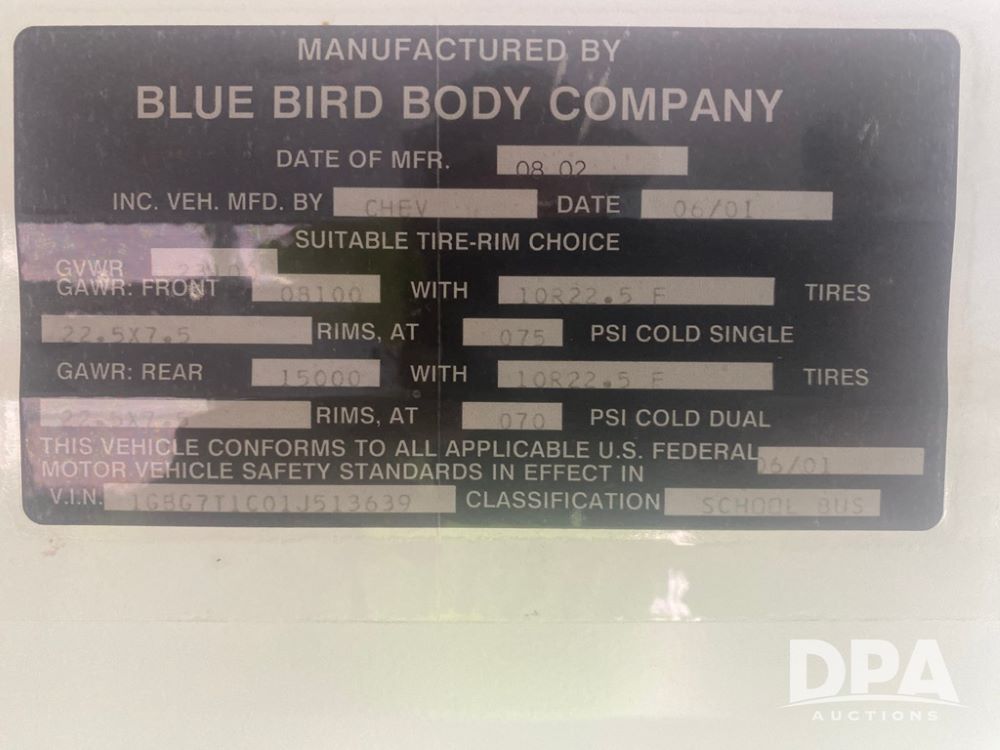 MANUFACTURED BY
BLUE BIRD BODY COMPANY
DATE OF MFR. 08 02
INC. VEH. MFD. BY CHEV DATE 06/01
SUITABLE TIRE-RIM CHOICE
GVWR
GAWR: FRONT 08100 WITH 10R22.5 F TIRES
22.5X7.5 RIMS, AT 075 PSI COLD SINGLE
GAWR: REAR 15000 WITH 10R22.5 F TIRES
22.5X7.5 RIMS, AT 070 PSI COLD DUAL
THIS VEHICLE CONFORMS TO ALL APPLICABLE U.S. FEDERAL
MOTOR VEHICLE SAFETY STANDARDS IN EFFECT IN 06/01
V.I.N. 1GBG7T1C01J513639 CLASSIFICATION SCHOOL BUS
DPA
AUCTIONS